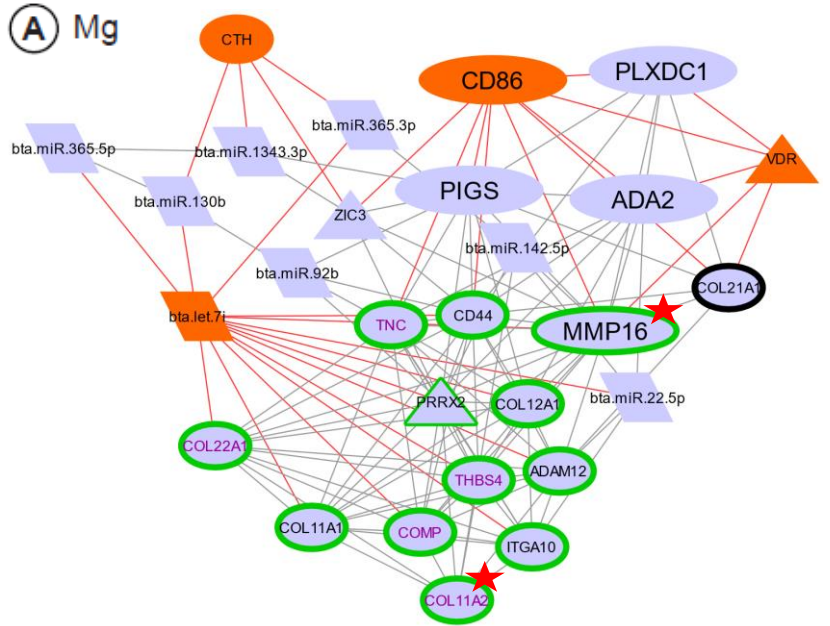 A Mg
CTH
CD86
PLXDC1
bta.miR.365.3p
bta.miR.365.5p
bta.miR.1343.3p
VDR
bta.miR.130b
PIGS
ADA2
ZIC3
bta.miR.142.5p
bta.miR.92b
COL21A1
bta.let.7i
TNC
CD44
MMP16
PRRX2
COL12A1
bta.miR.22.5p
COL22A1
THBS4
ADAM12
COL11A1
COMP
ITGA10
COL11A2